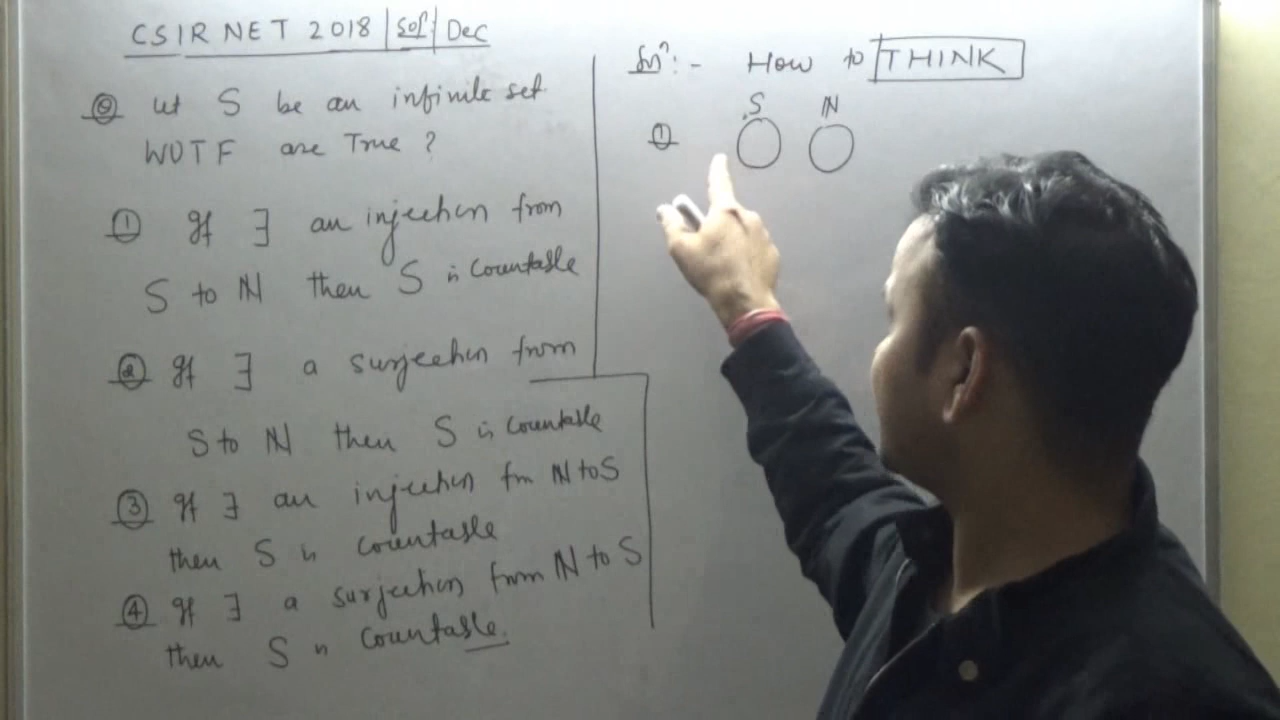 CSIR NET 2018 | Sol | Dec
Q Let S be an infinite set
WOTF are True ?
① If ∃ an injection from
S to ℕ then S is Countable
② If ∃ a surjection from
S to ℕ then S is Countable
③ If ∃ an injection fm ℕ to S
then S is countable
④ If ∃ a surjection from ℕ to S
then S is countable.
Solⁿ :- How to THINK
① S ℕ